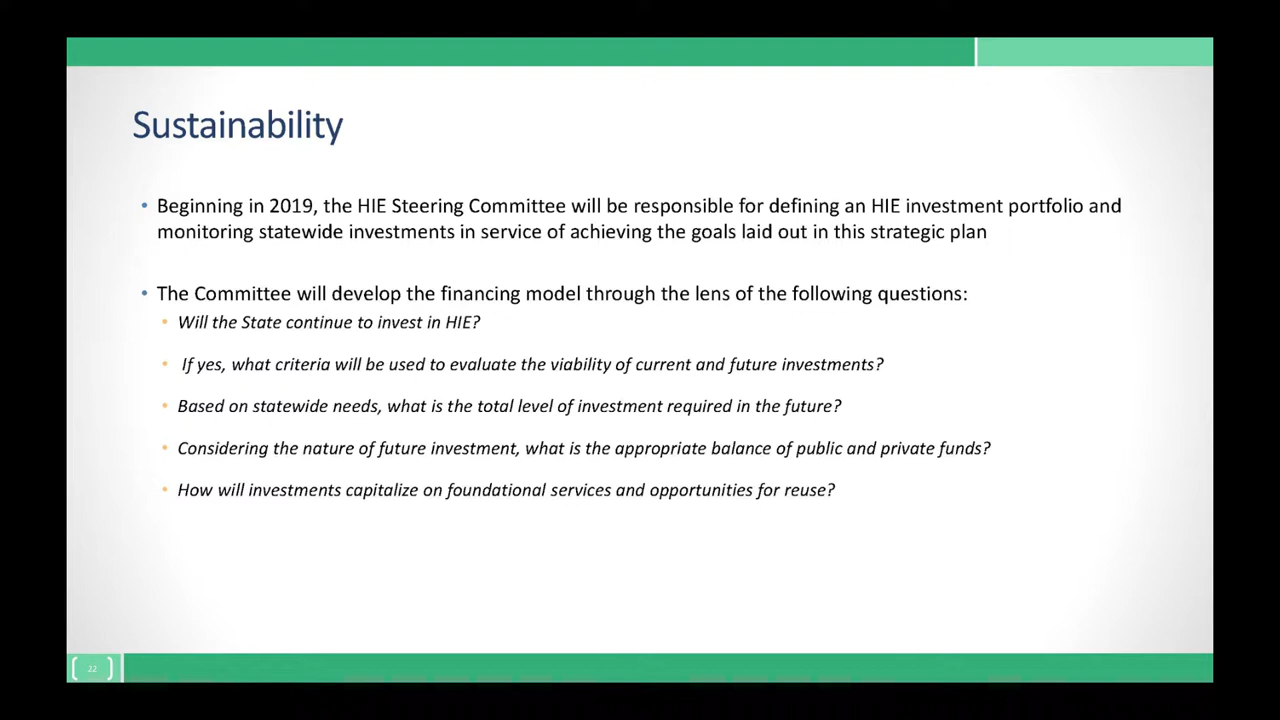 Sustainability
• Beginning in 2019, the HIE Steering Committee will be responsible for defining an HIE investment portfolio and
monitoring statewide investments in service of achieving the goals laid out in this strategic plan
• The Committee will develop the financing model through the lens of the following questions:
• Will the State continue to invest in HIE?
• If yes, what criteria will be used to evaluate the viability of current and future investments?
• Based on statewide needs, what is the total level of investment required in the future?
• Considering the nature of future investment, what is the appropriate balance of public and private funds?
• How will investments capitalize on foundational services and opportunities for reuse?
22